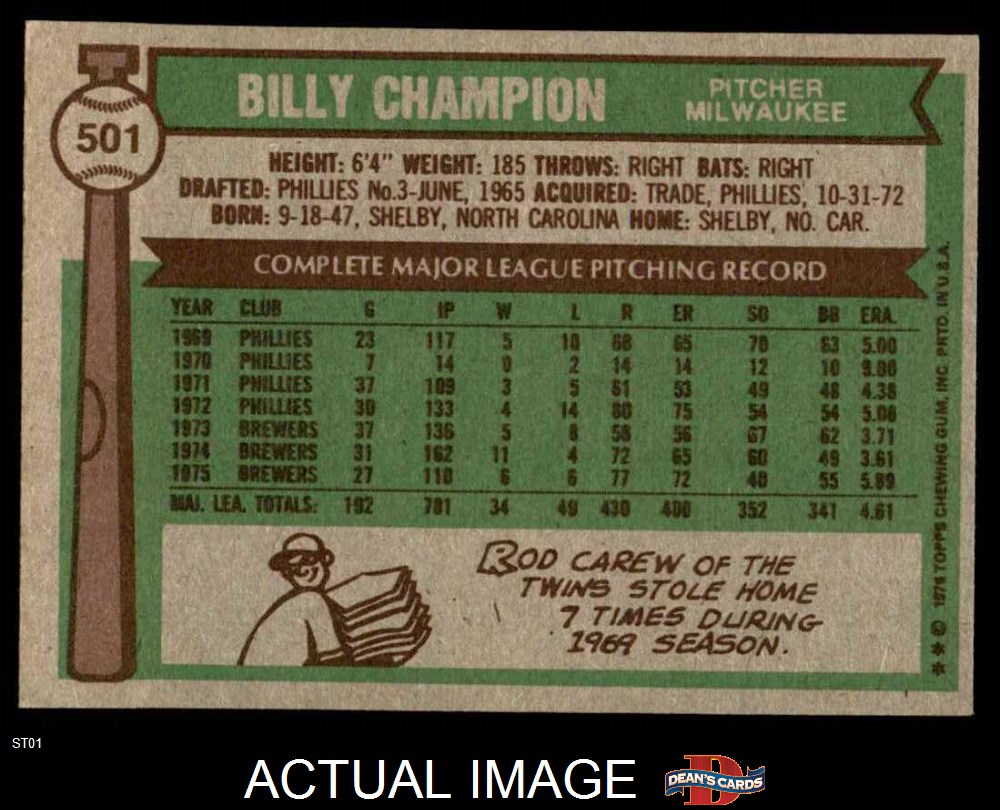 501
BILLY CHAMPION
PITCHER
MILWAUKEE
HEIGHT: 6'4" WEIGHT: 185 THROWS: RIGHT BATS: RIGHT
DRAFTED: PHILLIES No.3-JUNE, 1965 ACQUIRED: TRADE, PHILLIES, 10-31-72
BORN: 9-18-47, SHELBY, NORTH CAROLINA HOME: SHELBY, NO. CAR.
COMPLETE MAJOR LEAGUE PITCHING RECORD
YEAR CLUB G IP W L R ER SO BB ERA.
1969 PHILLIES 23 117 5 10 68 65 70 63 5.00
1970 PHILLIES 7 14 0 2 14 14 12 10 9.00
1971 PHILLIES 37 109 3 5 61 53 49 48 4.38
1972 PHILLIES 30 133 4 14 80 75 54 54 5.08
1973 BREWERS 37 136 5 8 58 56 67 62 3.71
1974 BREWERS 31 162 11 4 72 65 60 49 3.61
1975 BREWERS 27 110 6 6 77 72 40 55 5.89
MAJ. LEA. TOTALS: 192 781 34 49 430 400 352 341 4.61
ROD CAREW OF THE
TWINS STOLE HOME
7 TIMES DURING
1969 SEASON.
** © 1976 TOPPS CHEWING GUM, INC. PRTD. IN U.S.A.
ST01
ACTUAL IMAGE
D
DEAN'S CARDS